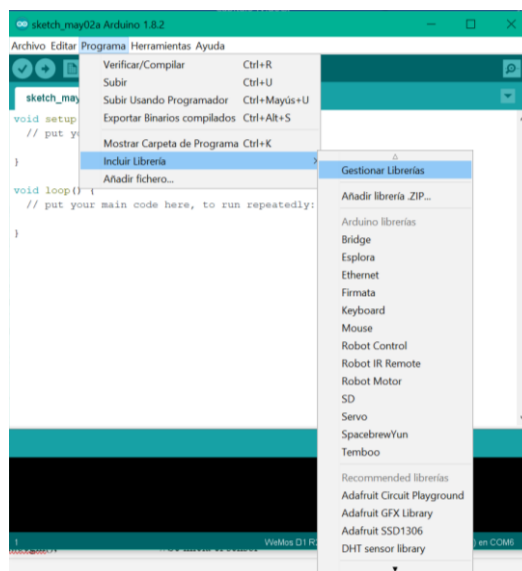 sketch_may02a Arduino 1.8.2
Archivo Editar Programa Herramientas Ayuda
sketch_may
Verificar/Compilar Ctrl+R
Subir Ctrl+U
Subir Usando Programador Ctrl+Mayús+U
Exportar Binarios compilados Ctrl+Alt+S
Mostrar Carpeta de Programa Ctrl+K
Incluir Librería
Añadir fichero...
void setup
// put y
}
void loop() {
// put your main code here, to run repeatedly:
}
Gestionar Librerías
Añadir librería .ZIP...
Arduino librerías
Bridge
Esplora
Ethernet
Firmata
Keyboard
Mouse
Robot Control
Robot IR Remote
Robot Motor
SD
Servo
SpacebrewYun
Temboo
Recommended librerías
Adafruit Circuit Playground
Adafruit GFX Library
Adafruit SSD1306
DHT sensor library
1
WeMos D1 R
) en COM6